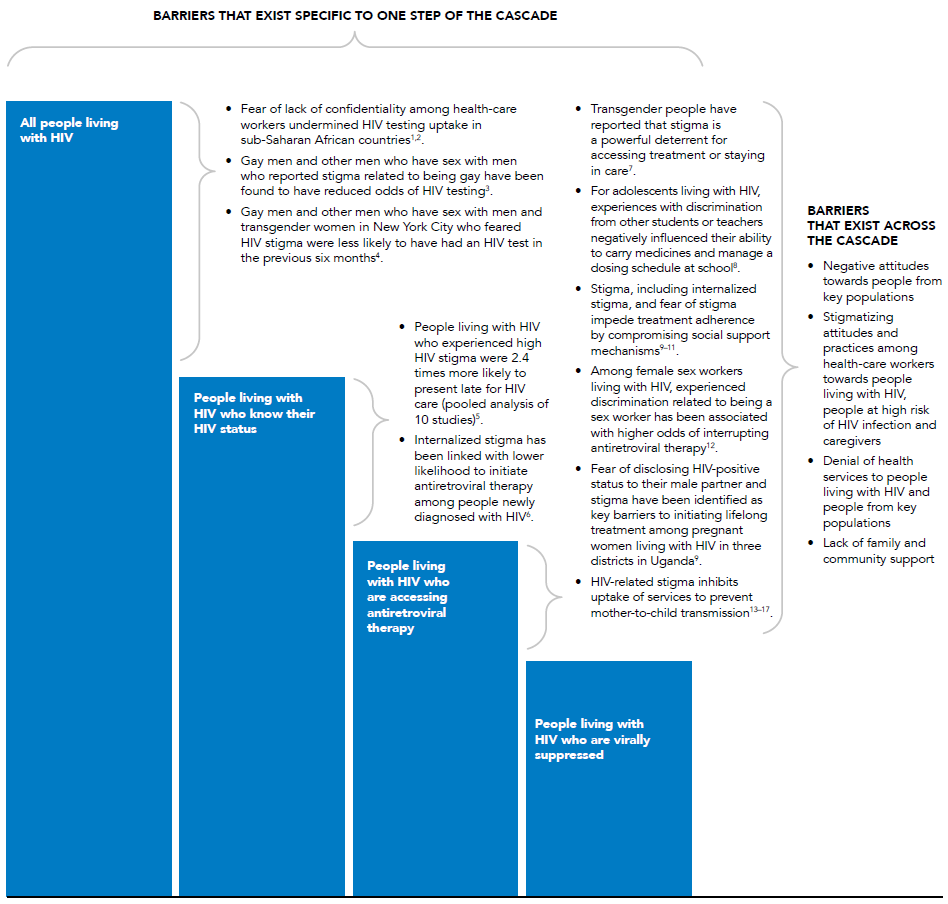 BARRIERS THAT EXIST SPECIFIC TO ONE STEP OF THE CASCADE
All people living
with HIV
• Fear of lack of confidentiality among health-care
workers undermined HIV testing uptake in
sub-Saharan African countries¹,².
• Gay men and other men who have sex with men
who reported stigma related to being gay have been
found to have reduced odds of HIV testing³.
• Gay men and other men who have sex with men and
transgender women in New York City who feared
HIV stigma were less likely to have had an HIV test in
the previous six months⁴.
People living with
HIV who know their
HIV status
• People living with HIV
who experienced high
HIV stigma were 2.4
times more likely to
present late for HIV
care (pooled analysis of
10 studies)⁵.
• Internalized stigma has
been linked with lower
likelihood to initiate
antiretroviral therapy
among people newly
diagnosed with HIV⁶.
People living
with HIV who
are accessing
antiretroviral
therapy
• Transgender people have
reported that stigma is
a powerful deterrent for
accessing treatment or staying
in care⁷.
• For adolescents living with HIV,
experiences with discrimination
from other students or teachers
negatively influenced their ability
to carry medicines and manage a
dosing schedule at school⁸.
• Stigma, including internalized
stigma, and fear of stigma
impede treatment adherence
by compromising social support
mechanisms⁹⁻¹¹.
• Among female sex workers
living with HIV, experienced
discrimination related to being a
sex worker has been associated
with higher odds of interrupting
antiretroviral therapy¹².
• Fear of disclosing HIV-positive
status to their male partner and
stigma have been identified as
key barriers to initiating lifelong
treatment among pregnant
women living with HIV in three
districts in Uganda⁹.
• HIV-related stigma inhibits
uptake of services to prevent
mother-to-child transmission¹³⁻¹⁷.
People living with
HIV who are virally
suppressed
BARRIERS
THAT EXIST ACROSS
THE CASCADE
• Negative attitudes
towards people from
key populations
• Stigmatizing
attitudes and
practices among
health-care workers
towards people
living with HIV,
people at high risk
of HIV infection and
caregivers
• Denial of health
services to people
living with HIV and
people from key
populations
• Lack of family and
community support